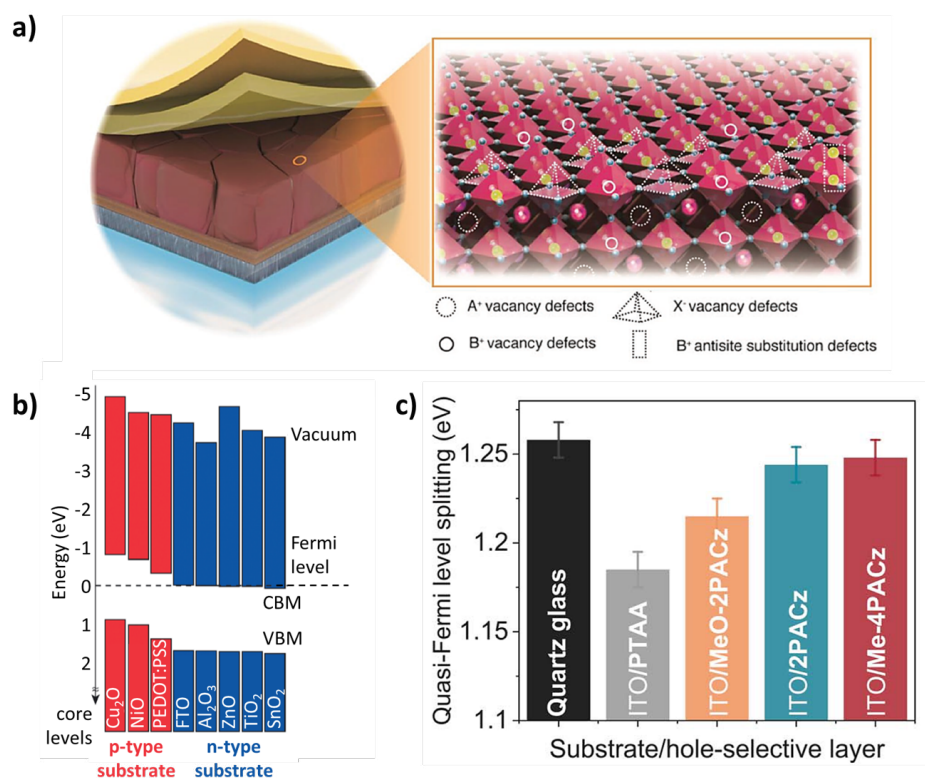 a)
A⁺ vacancy defects
X⁻ vacancy defects
B⁺ vacancy defects
B⁺ antisite substitution defects
b)
Energy (eV)
-5
-4
-3
-2
-1
0
1
2
core
levels
Vacuum
Fermi
level
CBM
VBM
Cu₂O
NiO
PEDOT:PSS
FTO
Al₂O₃
ZnO
TiO₂
SnO₂
p-type
substrate
n-type
substrate
c)
Quasi-Fermi level splitting (eV)
1.25
1.2
1.15
1.1
Quartz glass
ITO/PTAA
ITO/MeO-2PACz
ITO/2PACz
ITO/Me-4PACz
Substrate/hole-selective layer